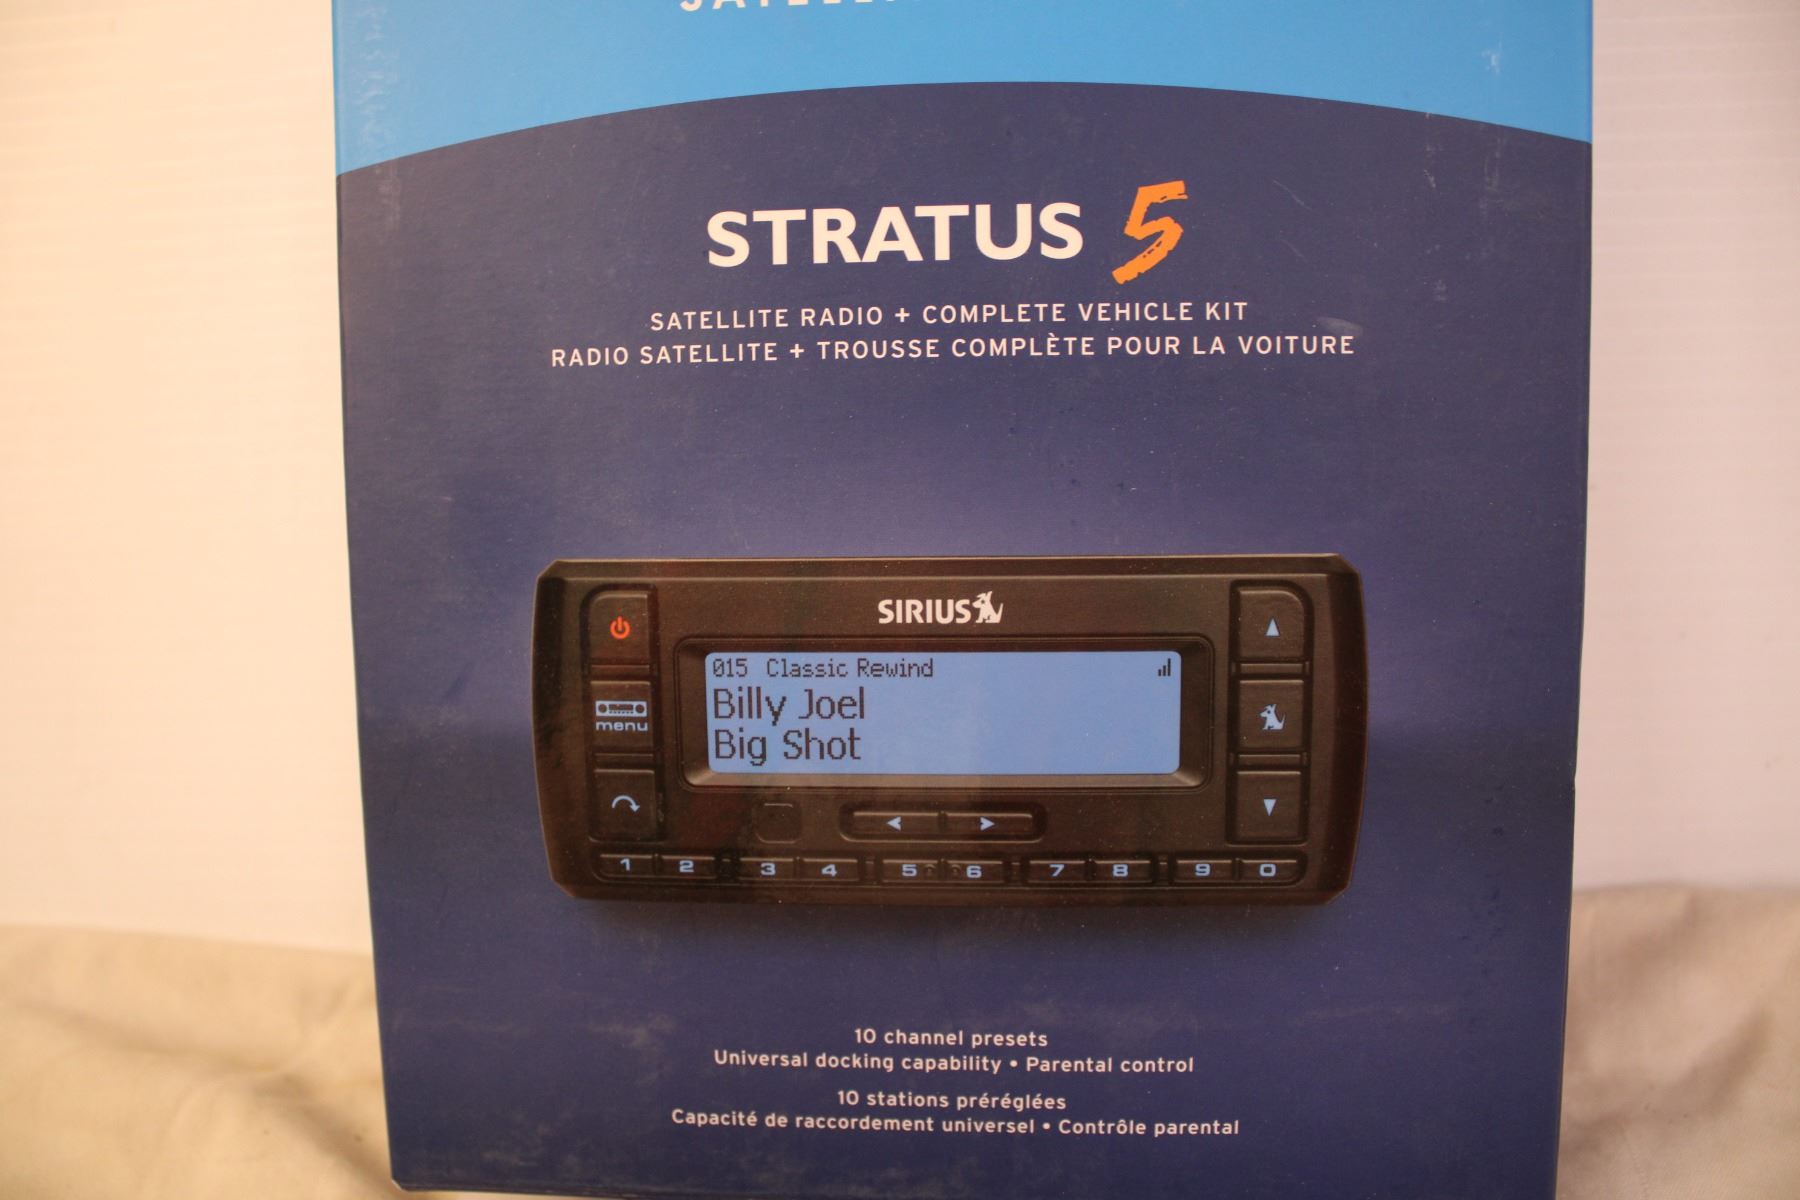 STRATUS 5
SATELLITE RADIO + COMPLETE VEHICLE KIT
RADIO SATELLITE + TROUSSE COMPLÈTE POUR LA VOITURE
SIRIUS
015 Classic Rewind
Billy Joel
Big Shot
menu
1 2 3 4 5 6 7 8 9 0
10 channel presets
Universal docking capability • Parental control
10 stations préréglées
Capacité de raccordement universel • Contrôle parental